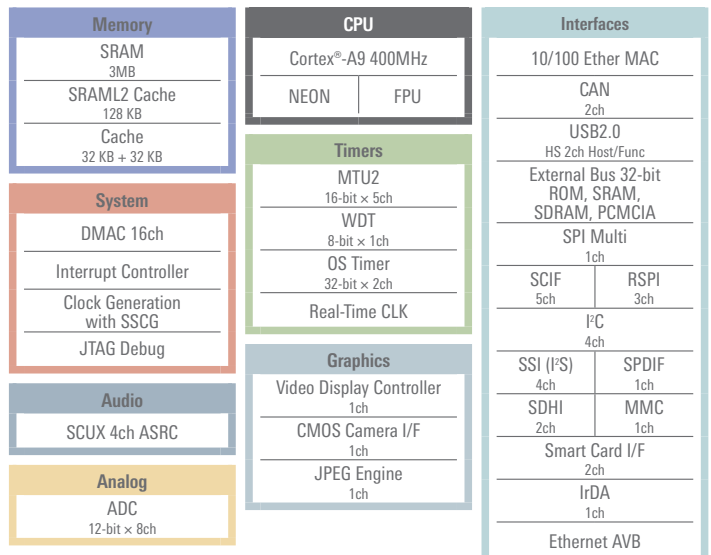 Memory
SRAM
3MB
SRAML2 Cache
128 KB
Cache
32 KB + 32 KB
System
DMAC 16ch
Interrupt Controller
Clock Generation
with SSCG
JTAG Debug
Audio
SCUX 4ch ASRC
Analog
ADC
12-bit × 8ch
CPU
Cortex®-A9 400MHz
NEON
FPU
Timers
MTU2
16-bit × 5ch
WDT
8-bit × 1ch
OS Timer
32-bit × 2ch
Real-Time CLK
Graphics
Video Display Controller
1ch
CMOS Camera I/F
1ch
JPEG Engine
1ch
Interfaces
10/100 Ether MAC
CAN
2ch
USB2.0
HS 2ch Host/Func
External Bus 32-bit
ROM, SRAM,
SDRAM, PCMCIA
SPI Multi
1ch
SCIF
5ch
RSPI
3ch
I²C
4ch
SSI (I²S)
4ch
SPDIF
1ch
SDHI
2ch
MMC
1ch
Smart Card I/F
2ch
IrDA
1ch
Ethernet AVB